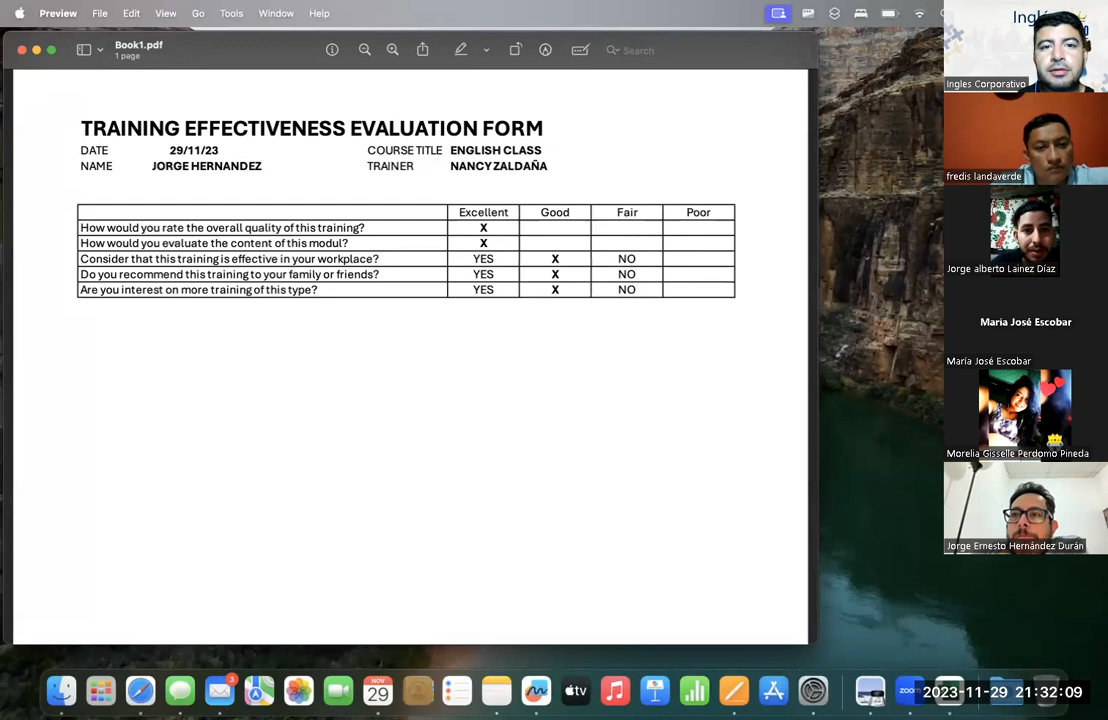 Preview File Edit View Go Tools Window Help
Book1.pdf
1 page
Search
TRAINING EFFECTIVENESS EVALUATION FORM
DATE 29/11/23 COURSE TITLE ENGLISH CLASS
NAME JORGE HERNANDEZ TRAINER NANCY ZALDAÑA
Excellent Good Fair Poor
How would you rate the overall quality of this training? X
How would you evaluate the content of this modul? X
Consider that this training is effective in your workplace? YES X NO
Do you recommend this training to your family or friends? YES X NO
Are you interest on more training of this type? YES X NO
Ingles Corporativo
fredis landaverde
Jorge alberto Lainez Díaz
María José Escobar
María José Escobar
Morelia Gisselle Perdomo Pineda
Jorge Ernesto Hernández Durán
3
NOV
29
tv
zoom
2023-11-29 21:32:09